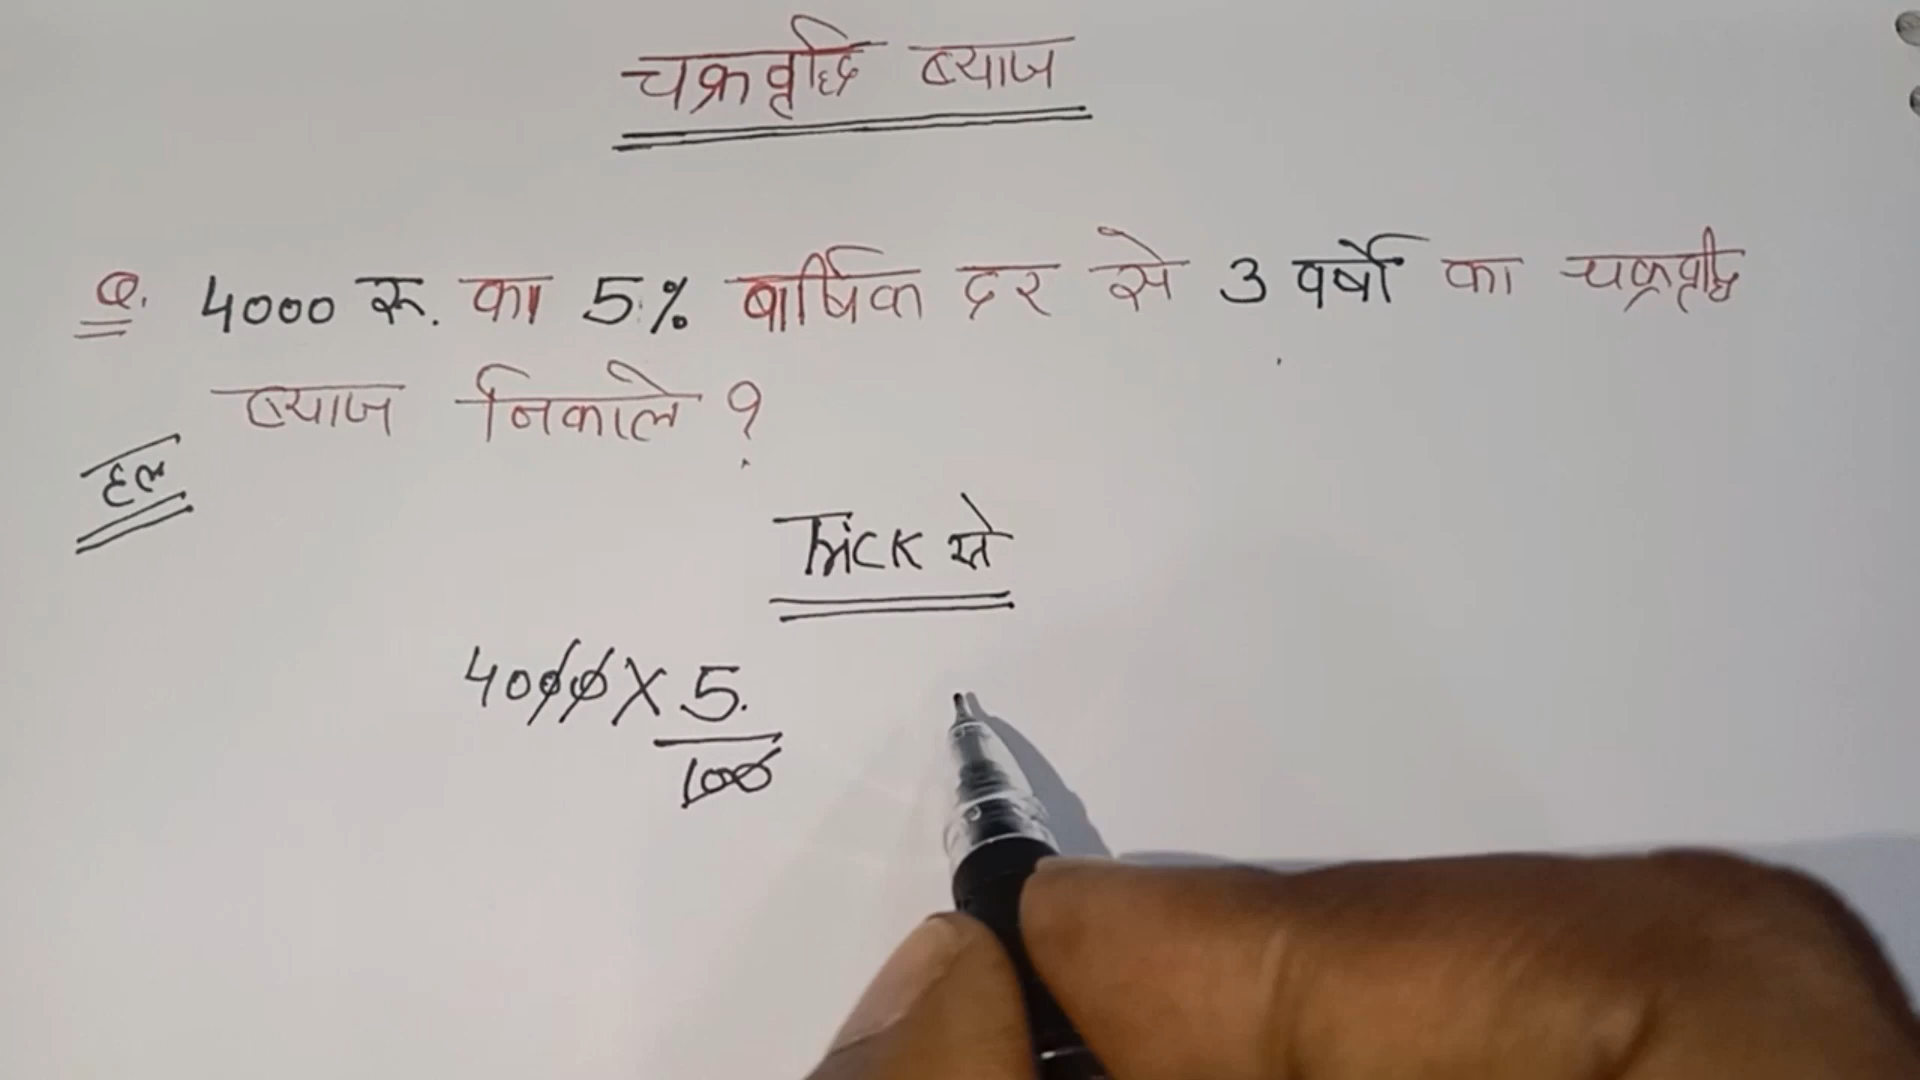 चक्रवृद्धि ब्याज
Q. 4000 रू. का 5% बार्षिक दर से 3 वर्षो का चक्रवृद्धि
ब्याज निकाले ?
हल
Trick से
4000 X 5
100